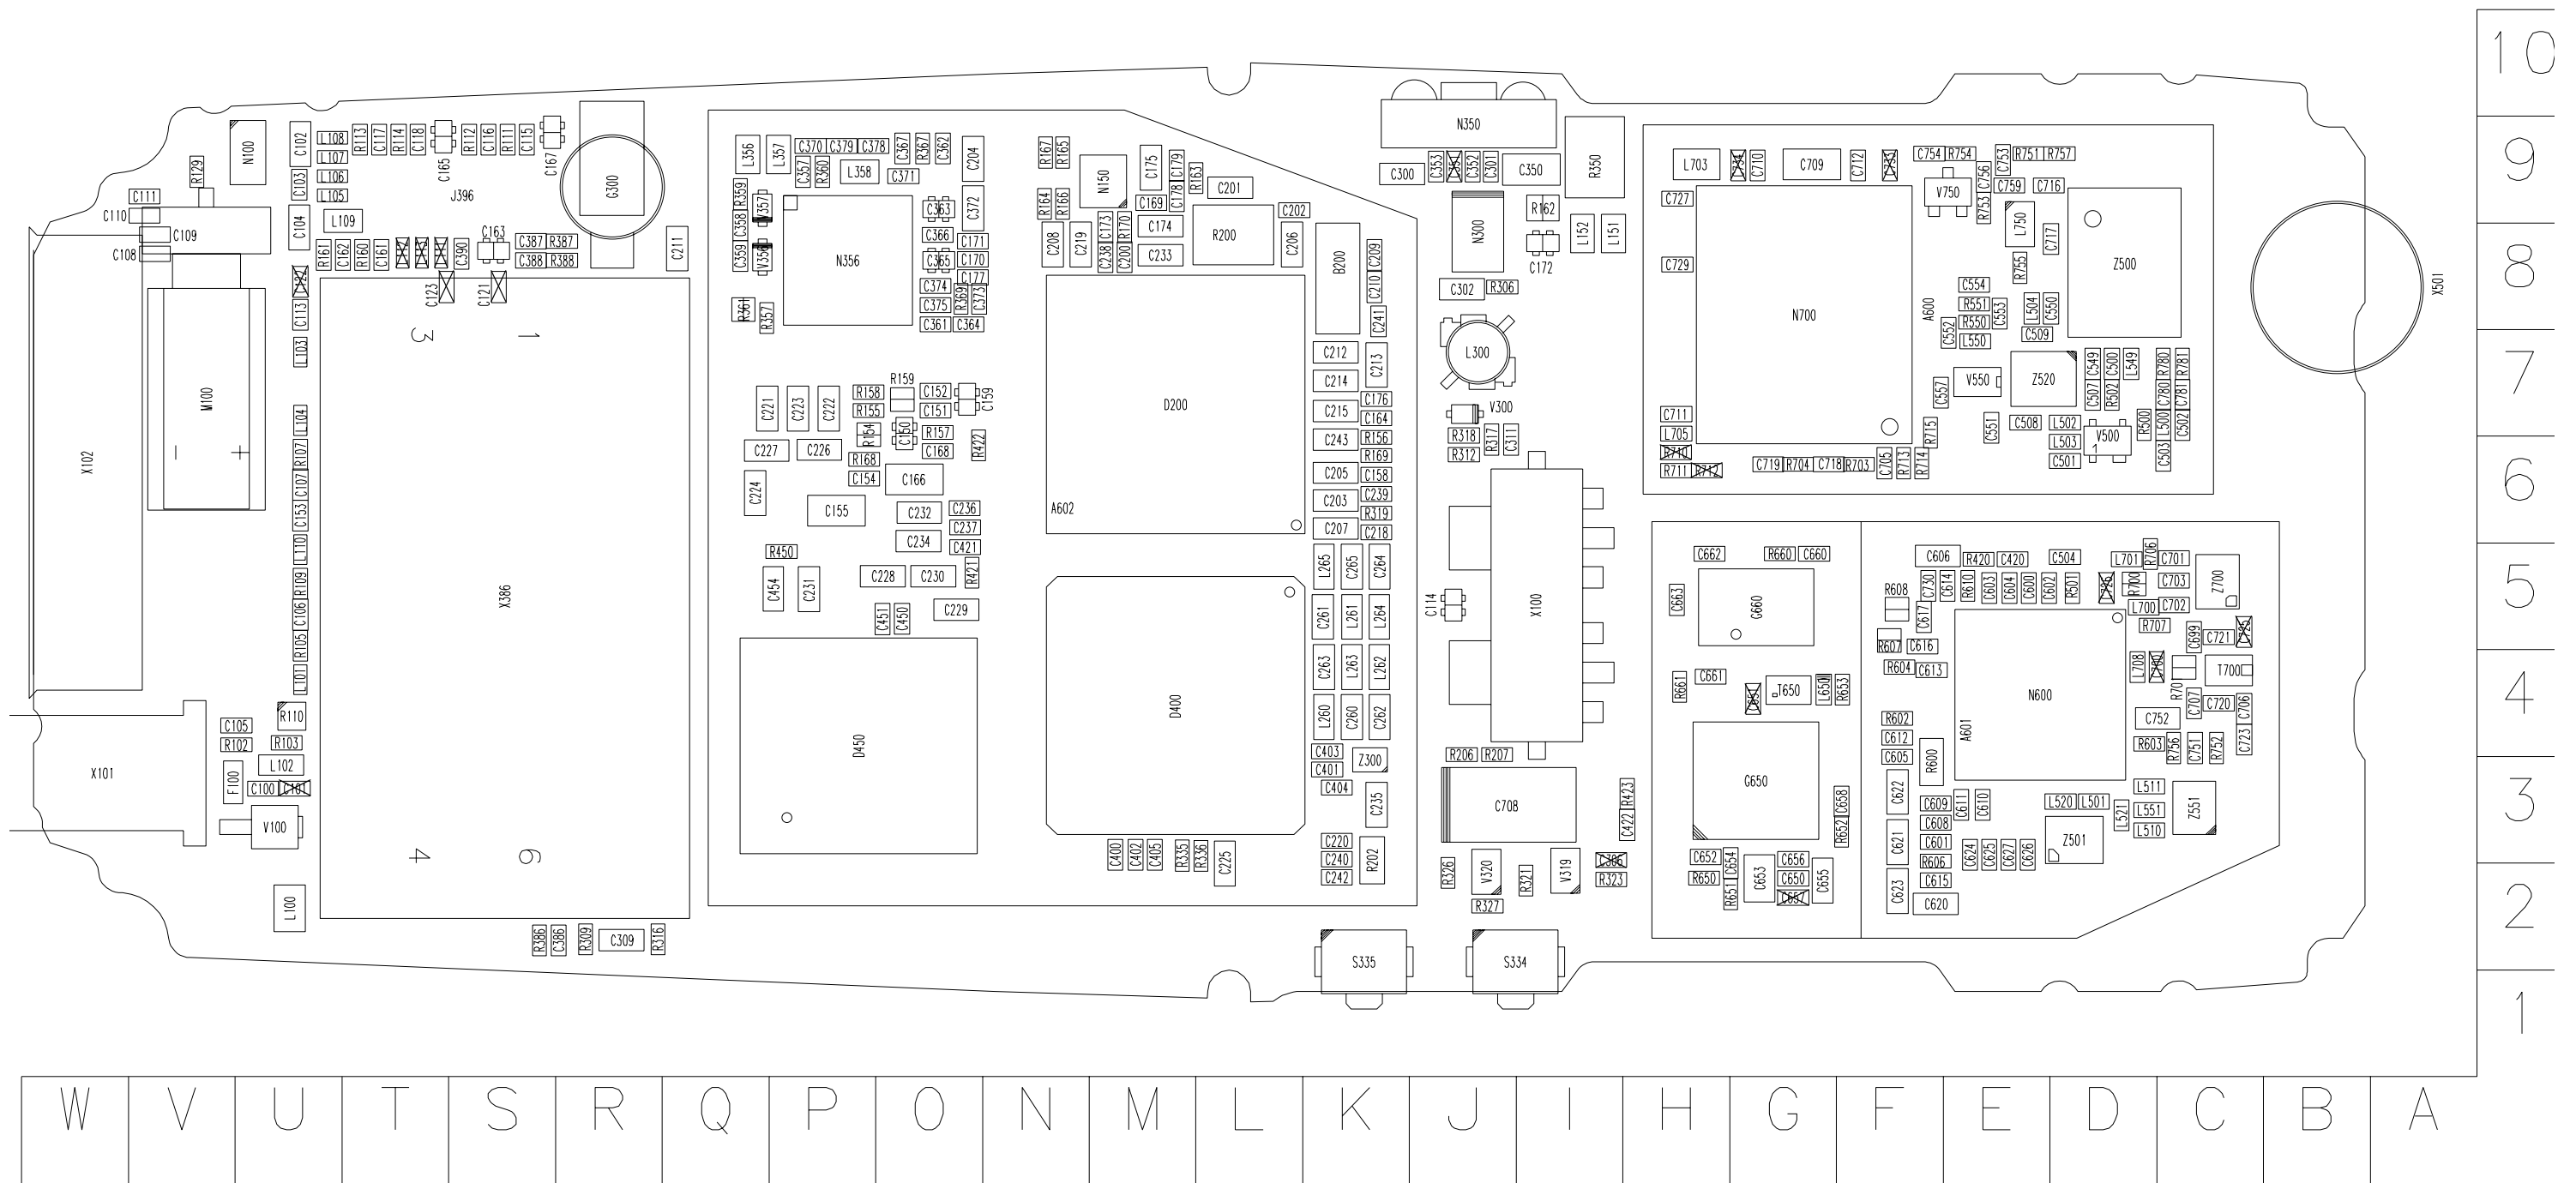 10
9
8
7
6
5
4
3
2
1
N350
C102 L108 R113 C117 R114 C118 C165 R112 C116 R111 C115 C167 N100
L107 L106 L105 C103 R129 C111 C110 C109 C108 C104 L109 J396 G300
R161 C162 R160 C161 C390 C163 C387 R387 C388 R388 C211
C113 C123 C121 3 1 L103 M100 X102
L104 R107 C107 C153 L110 R109 C106 R105 L101 X386
R110 C105 R102 R103 L102 F100 C100 X101 V100 4 6
L100 R386 C386 R309 C309 R316
L356 L357 C370 C379 C378 C367 R367 C362 C204
C357 R360 L358 C371 R359 V357 C358 C359 V356 C363 C372 C366 C365 C171 C170 C177 N356
C374 C375 R369 C373 C361 C364 R361 R357
R159 R158 C152 C159 R155 C151 C221 C223 C222 R154 C150 R157 R422 C168 C227 C226 R168 C154 C166 C224 C155
C232 C236 C237 C234 C421 R450 R421 C454 C231 C228 C230 C229 C451 C450 D450
R167 R165 N150 C175 C179 R163 C178 C201 R164 R166 C169 C202
C173 R170 C174 R200 C206 C208 C219 C238 C200 C233 B200 C209 C210 C241
D200 A602 C212 C213 C214 C215 C176 C164 C243 R156 R169 C205 C158 C203 C239 R319 C207 C218
L265 C265 C264 C261 L261 L264 C263 L263 L262 L260 C260 C262 D400
C403 C401 C404 Z300 C235 C220 C240 C242 R202
C400 C402 C405 R335 R336 C225
C300 C353 C352 C301 C350 R350 N300 R162 L152 L151 C172 C302 R306
L300 V300 R318 R317 C311 R312 X100 C114
R206 R207 C708 R423 C422 R326 V320 R321 V319 R323 R327
S335 S334
L703 C710 C709 C712 C754 R754 C753 R751 R757 C756 C759 C716 V750 R753 C727 C729
L750 C717 Z500 R755 N700 A600 C554 R551 C553 R550 C552 L550 L504 C550 C509
X501
C557 V550 Z520 C549 C500 L549 R780 R781 C507 R502 C780 C781
C711 L705 R710 R711 R712 R715 C551 C508 L502 L503 V500 1 R500 L500 C502 C501 C503
C719 R704 C718 R703 C705 R713 R714
C662 R660 C660 C663 G660 C661 R661 T650 L650 R653 G650
C658 R652 C652 C654 R650 R651 C653 C656 C650 C657 C655
C606 R420 C420 C504 L701 R706 C701 R608 C730 C614 R610 C603 C604 C600 C602 R501 R700 C703 Z700
C617 L700 C702 R707 R607 C616 C699 C721 R604 C613 L708 T700
N600 A601 C707 C720 C706 C752 R602 C612 C605 R600 R603 R756 C751 R752 C723
C622 C609 C611 C610 L520 L501 L511 L551 L510 L521 Z551 C608 C621 C601 R606 Z501
C624 C625 C627 C626 C623 C615 C620
W V U T S R Q P O N M L K J I H G F E D C B A